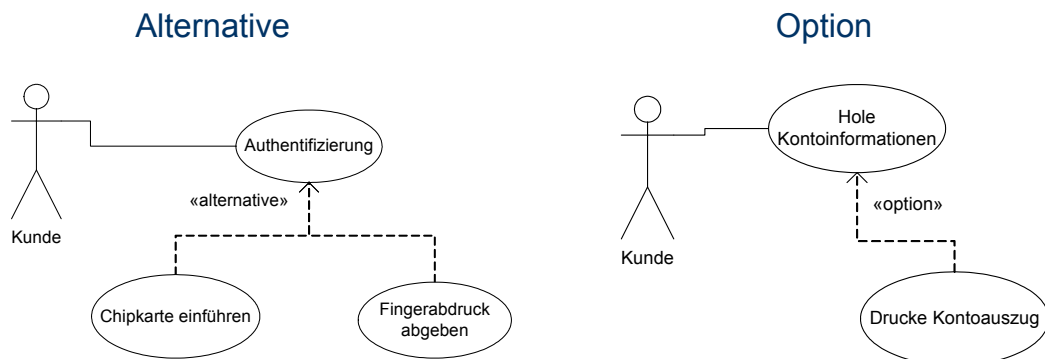 Alternative
Authentifizierung
«alternative»
Kunde
Chipkarte einführen
Fingerabdruck
abgeben
Option
Hole
Kontoinformationen
«option»
Kunde
Drucke Kontoauszug